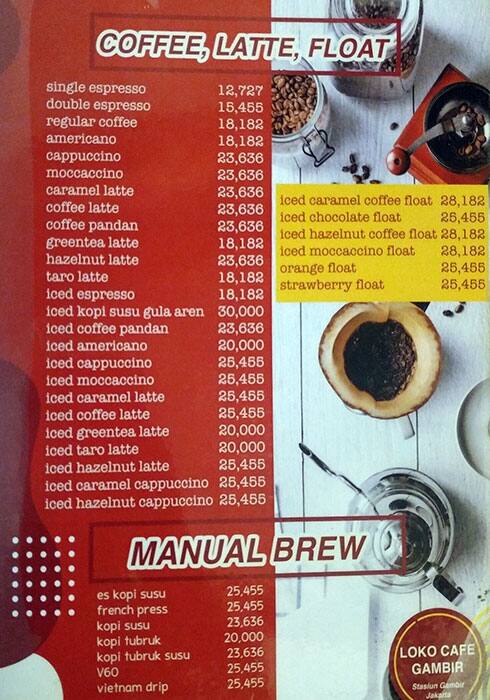 COFFEE, LATTE, FLOAT
single espresso 12,727
double espresso 15,455
regular coffee 18,182
americano 18,182
cappuccino 23,636
moccaccino 23,636
caramel latte 23,636
coffee latte 23,636
coffee pandan 23,636
greentea latte 18,182
hazelnut latte 23,636
taro latte 18,182
iced espresso 18,182
iced kopi susu gula aren 30,000
iced coffee pandan 23,636
iced americano 20,000
iced cappuccino 25,455
iced moccaccino 25,455
iced caramel latte 25,455
iced coffee latte 25,455
iced greentea latte 20,000
iced taro latte 20,000
iced hazelnut latte 25,455
iced caramel cappuccino 25,455
iced hazelnut cappuccino 25,455
iced caramel coffee float 28,182
iced chocolate float 25,455
iced hazelnut coffee float 28,182
iced moccaccino float 28,182
orange float 25,455
strawberry float 25,455
MANUAL BREW
es kopi susu 25,455
french press 25,455
kopi susu 23,636
kopi tubruk 20,000
kopi tubruk susu 23,636
V60 25,455
vietnam drip 25,455
LOKO CAFE
GAMBIR
Stasiun Gambir
Jakarta